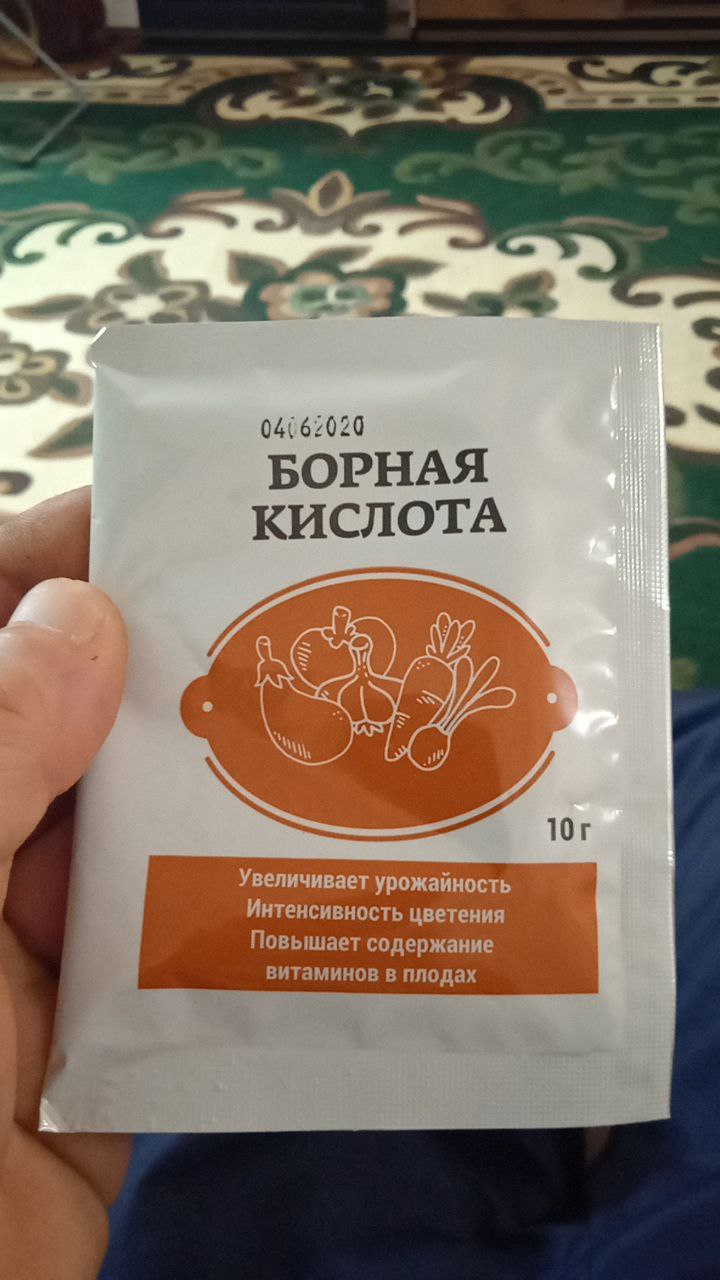 04062020
БОРНАЯ
КИСЛОТА
10 г
Увеличивает урожайность
Интенсивность цветения
Повышает содержание
витаминов в плодах